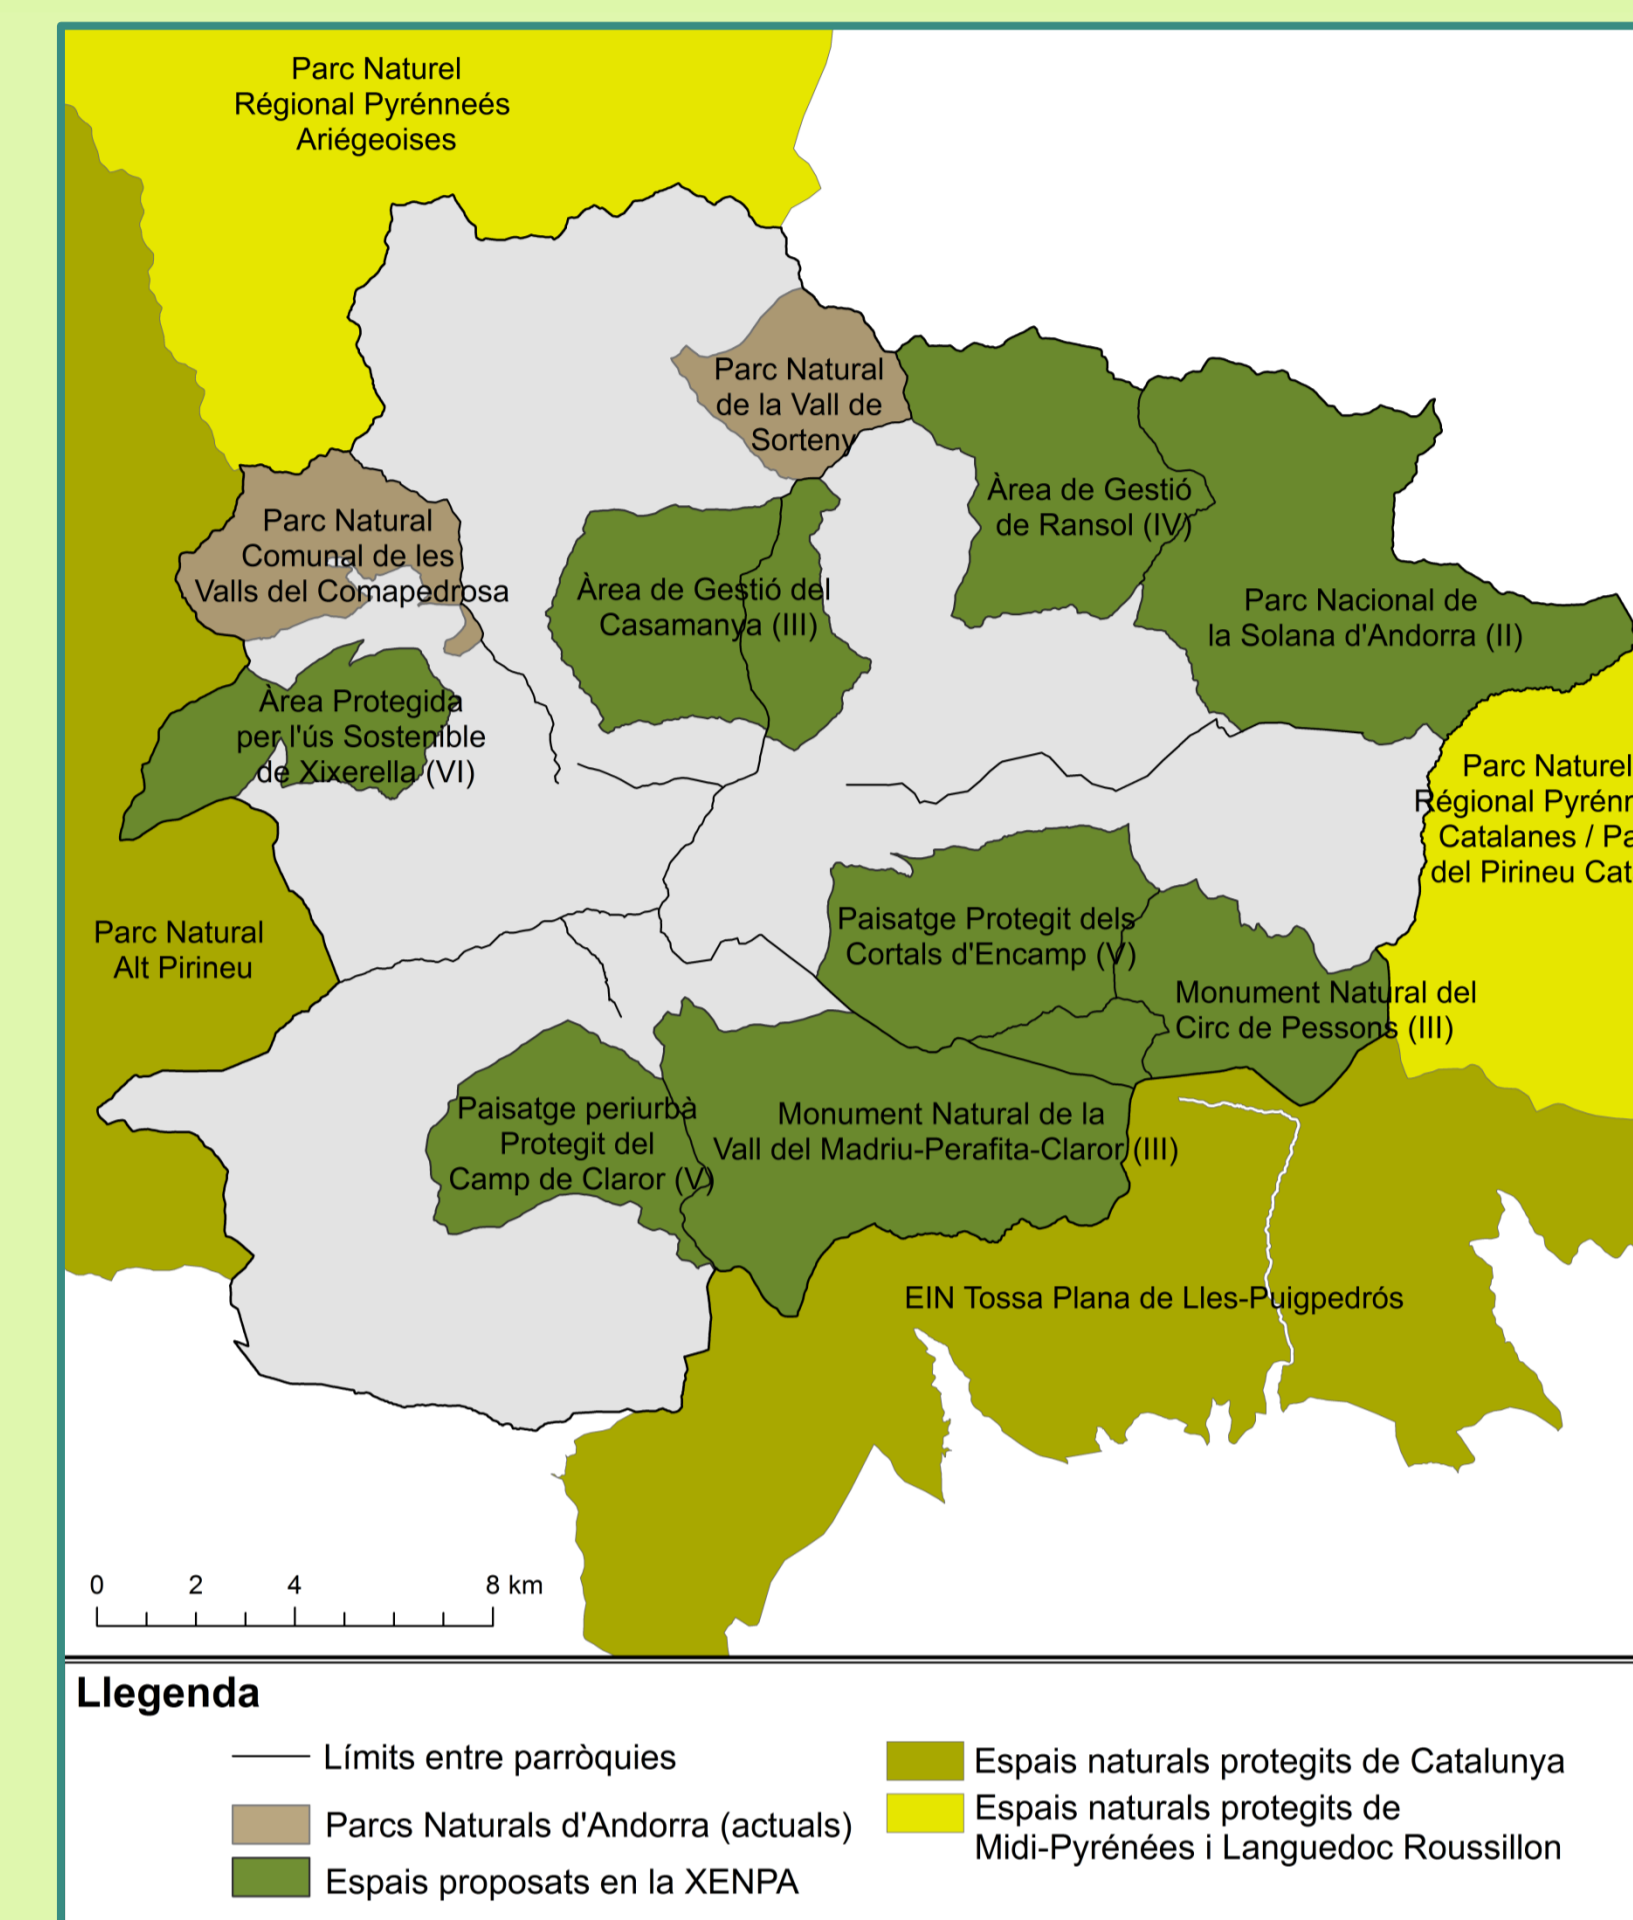 Parc Naturel
Régional Pyrénneés
Ariégeoises
Parc Natural
de la Vall de
Sorteny
Parc Natural
Comunal de les
Valls del Comapedrosa
Àrea de Gestió
de Ransol (IV)
Àrea de Gestió del
Casamanya (III)
Parc Nacional de
la Solana d'Andorra (II)
Àrea Protegida
per l'ús Sostenible
de Xixerella (VI)
Parc Naturel
Régional
Catalanes /
del Pirineu
Parc Natural
Alt Pirineu
Paisatge Protegit dels
Cortals d'Encamp (V)
Monument Natural del
Circ de Pessons (III)
Paisatge periurbà
Protegit del
Camp de Claror (V)
Monument Natural de la
Vall del Madriu-Perafita-Claror (III)
EIN Tossa Plana de Lles-Puigpedrós
0 2 4 8 km
Llegenda
Límits entre parròquies
Parcs Naturals d'Andorra (actuals)
Espais proposats en la XENPA
Espais naturals protegits de Catalunya
Espais naturals protegits de
Midi-Pyrénées i Languedoc Roussillon